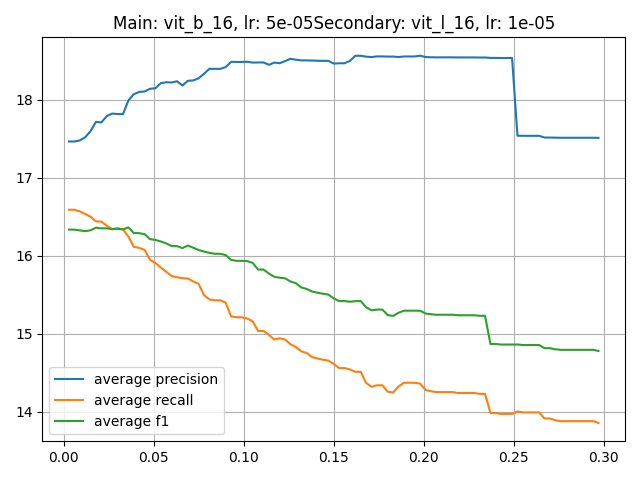 Main: vit_b_16, lr: 5e-05Secondary: vit_l_16, lr: 1e-05
18
17
16
15
14
average precision
average recall
average f1
0.00 0.05 0.10 0.15 0.20 0.25 0.30